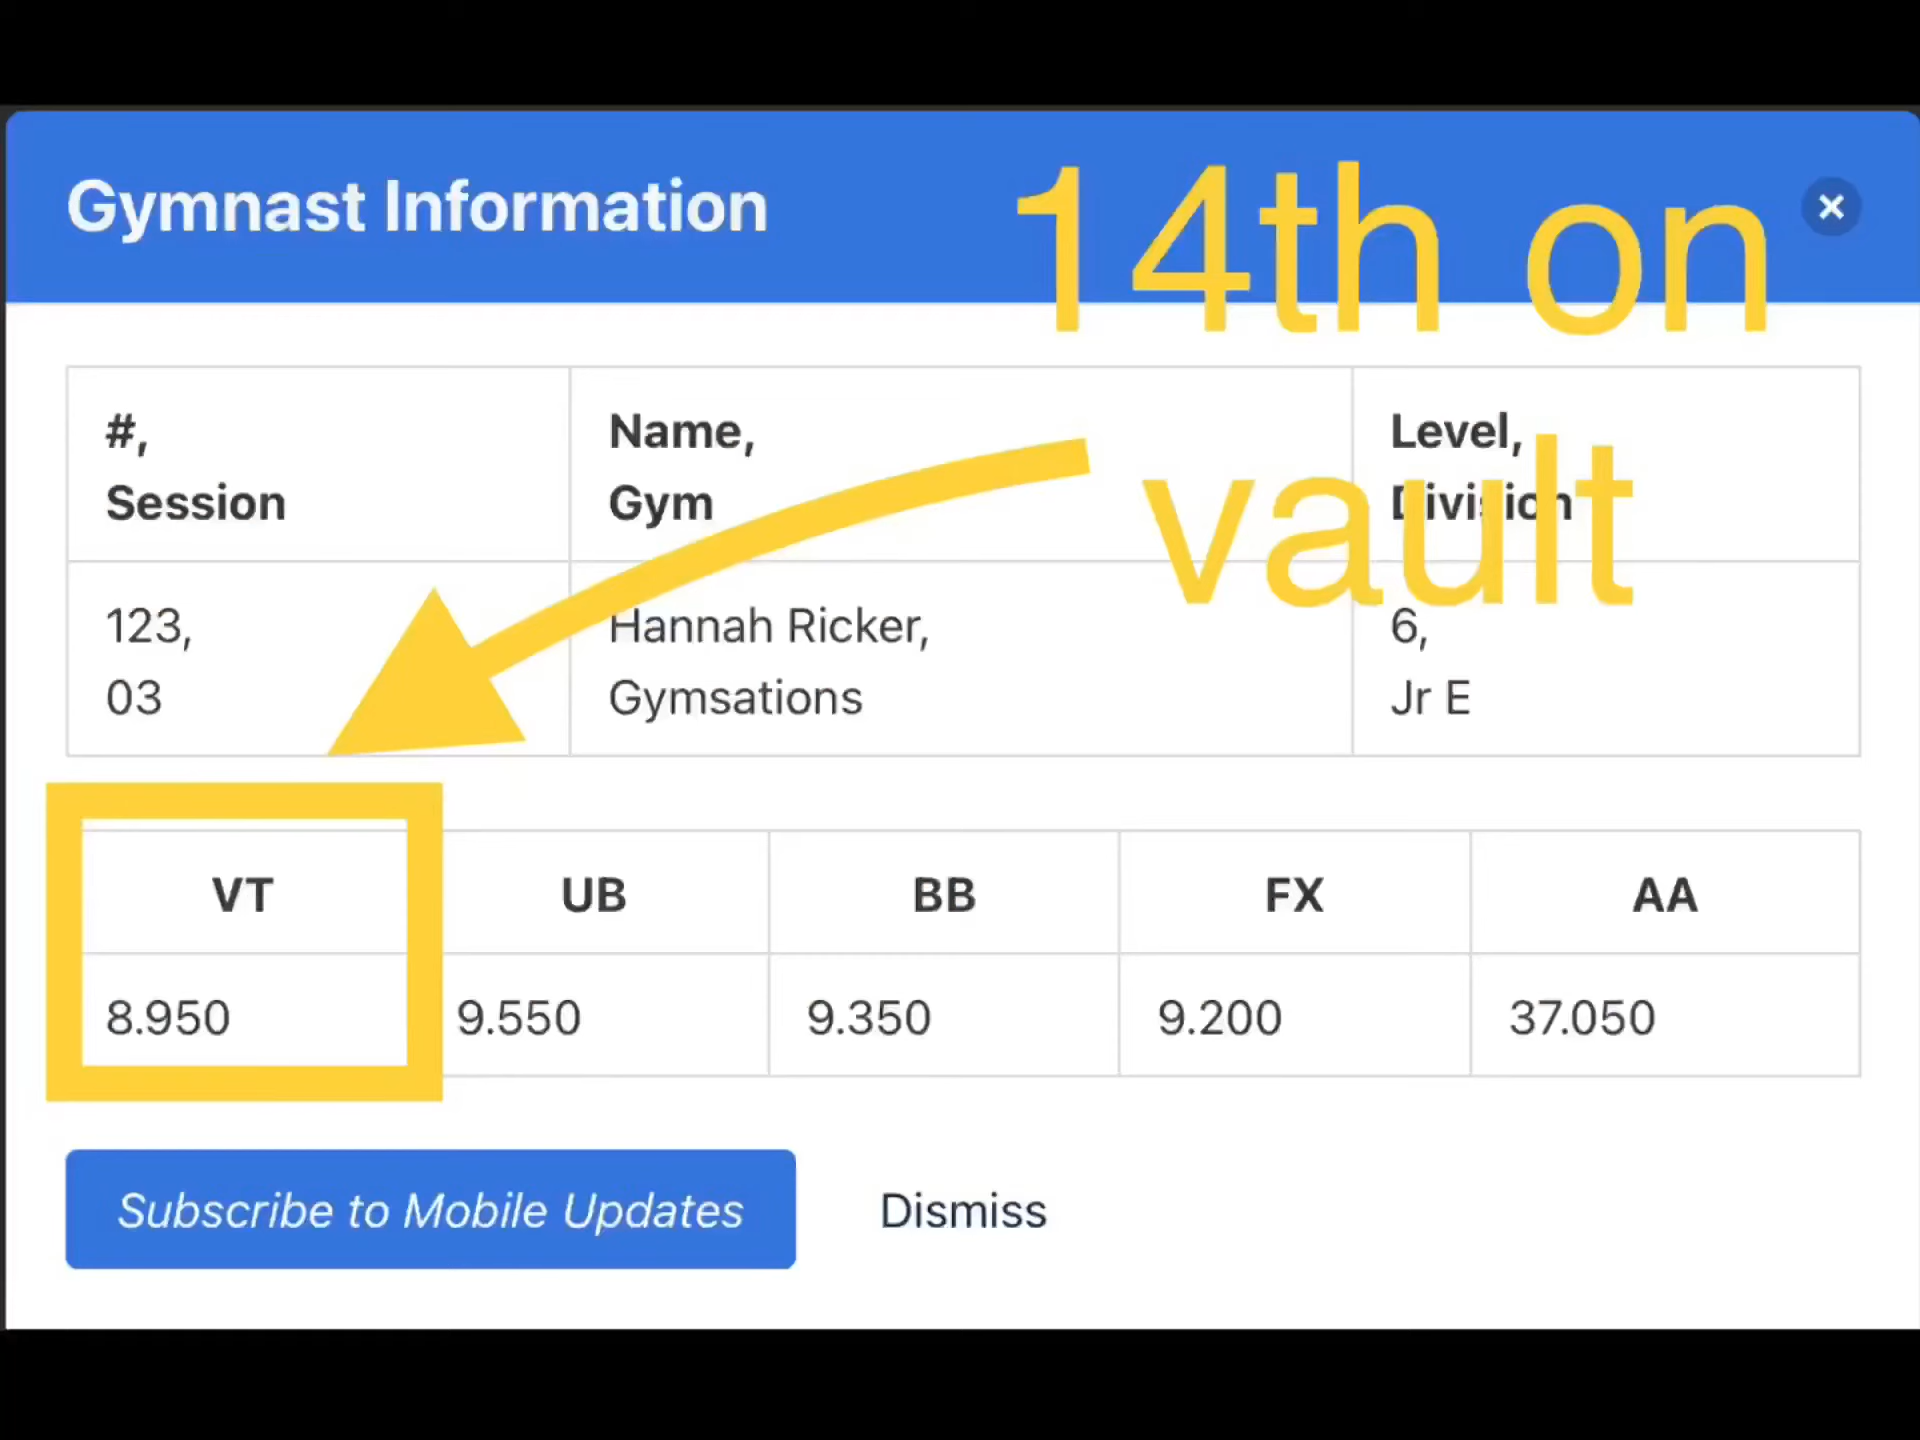 Gymnast Information
14th on
vault
#,
Session
Name,
Gym
Level,
Division
123,
03
Hannah Ricker,
Gymsations
6,
Jr E
VT UB BB FX AA
8.950 9.550 9.350 9.200 37.050
Subscribe to Mobile Updates Dismiss